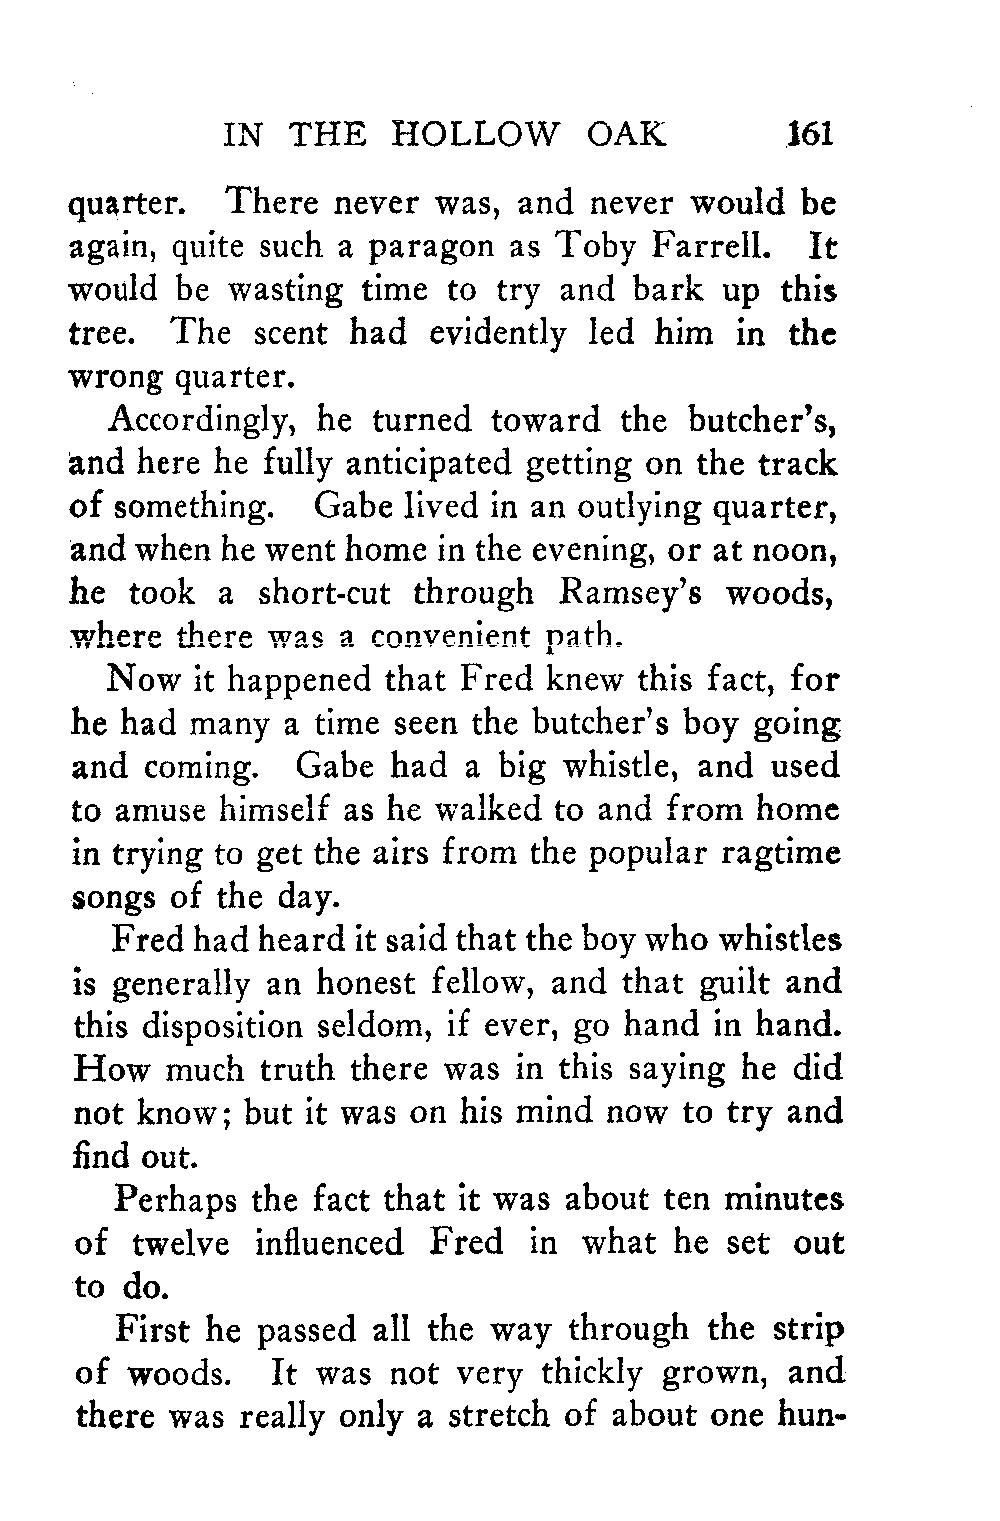 IN THE HOLLOW OAK 161
quarter. There never was, and never would be
again, quite such a paragon as Toby Farrell. It
would be wasting time to try and bark up this
tree. The scent had evidently led him in the
wrong quarter.
Accordingly, he turned toward the butcher's,
and here he fully anticipated getting on the track
of something. Gabe lived in an outlying quarter,
and when he went home in the evening, or at noon,
he took a short-cut through Ramsey's woods,
where there was a convenient path.
Now it happened that Fred knew this fact, for
he had many a time seen the butcher's boy going
and coming. Gabe had a big whistle, and used
to amuse himself as he walked to and from home
in trying to get the airs from the popular ragtime
songs of the day.
Fred had heard it said that the boy who whistles
is generally an honest fellow, and that guilt and
this disposition seldom, if ever, go hand in hand.
How much truth there was in this saying he did
not know; but it was on his mind now to try and
find out.
Perhaps the fact that it was about ten minutes
of twelve influenced Fred in what he set out
to do.
First he passed all the way through the strip
of woods. It was not very thickly grown, and
there was really only a stretch of about one hun-